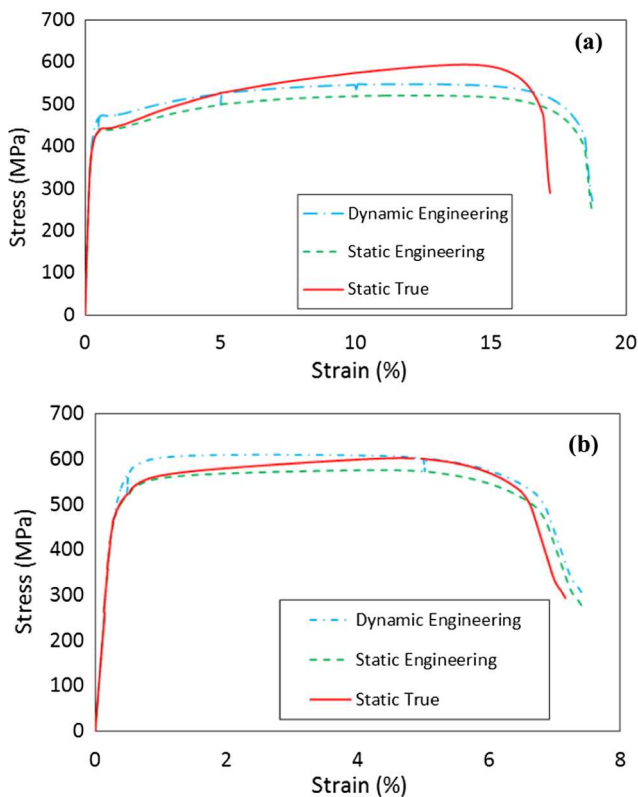 700
(a)
600
500
400
300
200
100
0
Stress (MPa)
Dynamic Engineering
Static Engineering
Static True
0 5 10 15 20
Strain (%)
700
(b)
600
500
400
300
200
100
0
Stress (MPa)
Dynamic Engineering
Static Engineering
Static True
0 2 4 6 8
Strain (%)